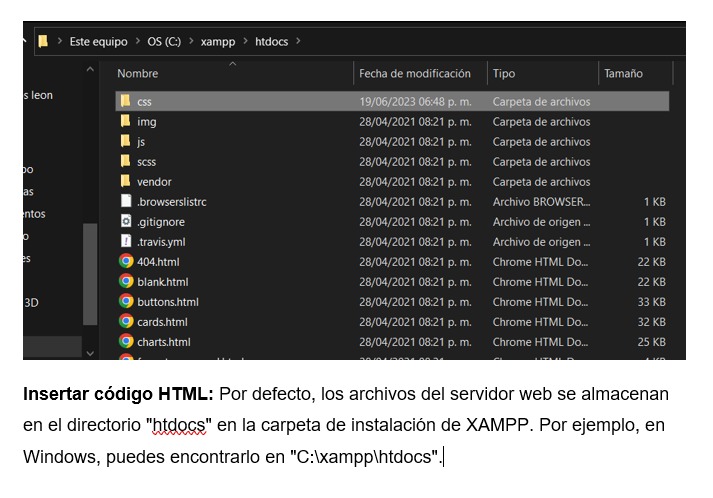 Este equipo > OS (C:) > xampp > htdocs >
Nombre Fecha de modificación Tipo Tamaño
s leon
css 19/06/2023 06:48 p. m. Carpeta de archivos
img 28/04/2021 08:21 p. m. Carpeta de archivos
js 28/04/2021 08:21 p. m. Carpeta de archivos
scss 28/04/2021 08:21 p. m. Carpeta de archivos
po
vendor 28/04/2021 08:21 p. m. Carpeta de archivos
as
.browserslistrc 28/04/2021 08:21 p. m. Archivo BROWSER... 1 KB
entos
.gitignore 28/04/2021 08:21 p. m. Archivo de origen ... 1 KB
o
.travis.yml 28/04/2021 08:21 p. m. Archivo de origen ... 1 KB
es
404.html 28/04/2021 08:21 p. m. Chrome HTML Do... 22 KB
blank.html 28/04/2021 08:21 p. m. Chrome HTML Do... 22 KB
3D
buttons.html 28/04/2021 08:21 p. m. Chrome HTML Do... 33 KB
cards.html 28/04/2021 08:21 p. m. Chrome HTML Do... 32 KB
charts.html 28/04/2021 08:21 p. m. Chrome HTML Do... 25 KB
Insertar código HTML: Por defecto, los archivos del servidor web se almacenan
en el directorio "htdocs" en la carpeta de instalación de XAMPP. Por ejemplo, en
Windows, puedes encontrarlo en "C:\xampp\htdocs".